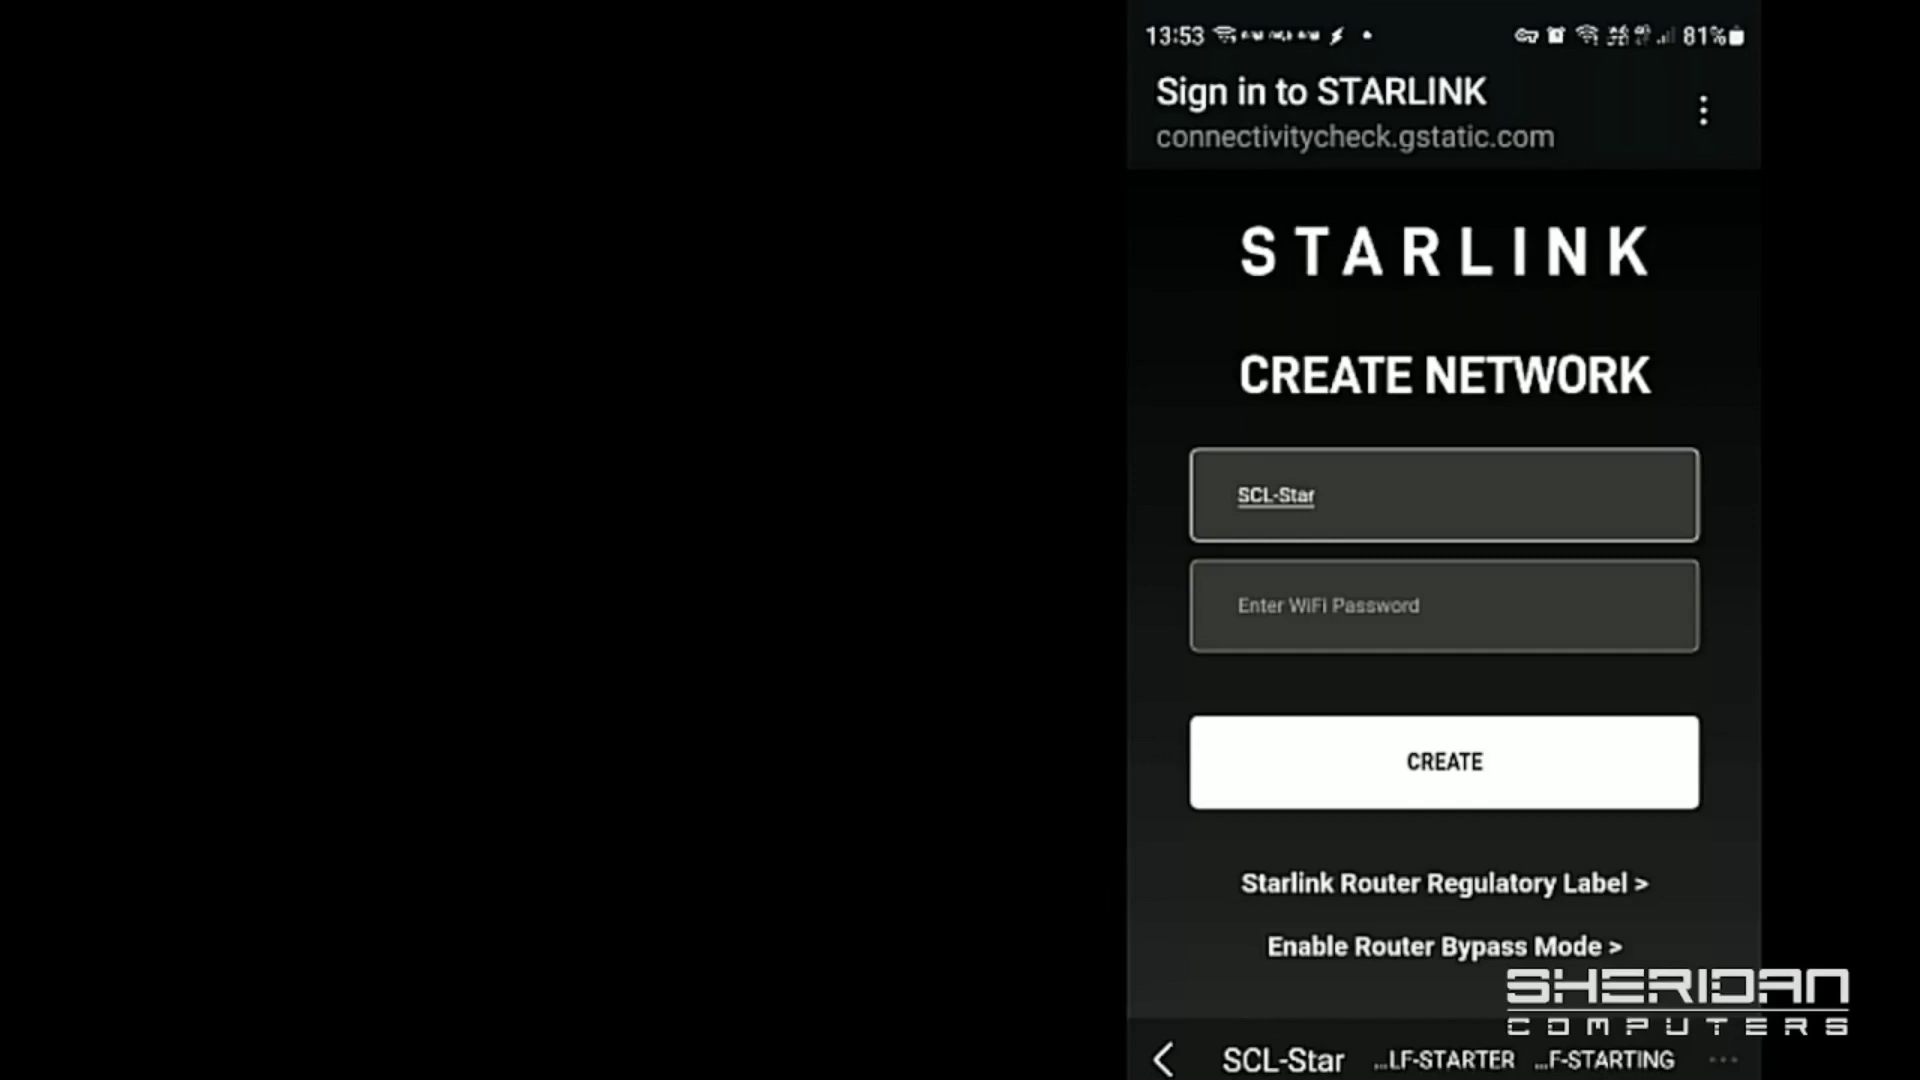 13:53
81%
Sign in to STARLINK
connectivitycheck.gstatic.com
STARLINK
CREATE NETWORK
SCL-Star
Enter WiFi Password
CREATE
Starlink Router Regulatory Label >
Enable Router Bypass Mode >
SHERIDAN
COMPUTERS
SCL-Star ...LF-STARTER ...F-STARTING